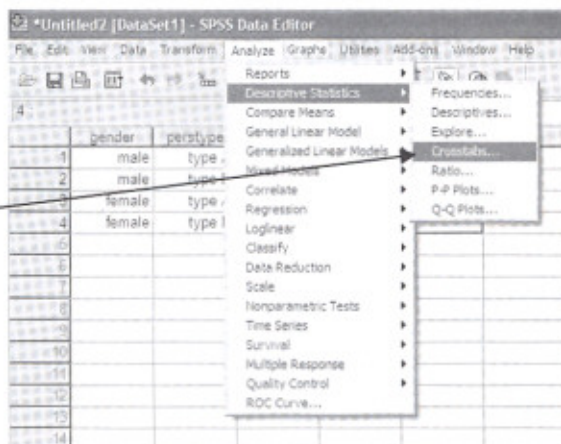 *Untitled2 [DataSet1] - SPSS Data Editor
File Edit View Data Transform Analyze Graphs Utilities Add-ons Window Help
4 :
gender perstype
1 male type
2 male type
3 female type
4 female type
5
6
7
8
9
10
11
12
13
14
Reports
Descriptive Statistics
Compare Means
General Linear Model
Generalized Linear Models
Mixed Models
Correlate
Regression
Loglinear
Classify
Data Reduction
Scale
Nonparametric Tests
Time Series
Survival
Multiple Response
Quality Control
ROC Curve...
Frequencies...
Descriptives...
Explore...
Crosstabs...
Ratio...
P-P Plots...
Q-Q Plots...